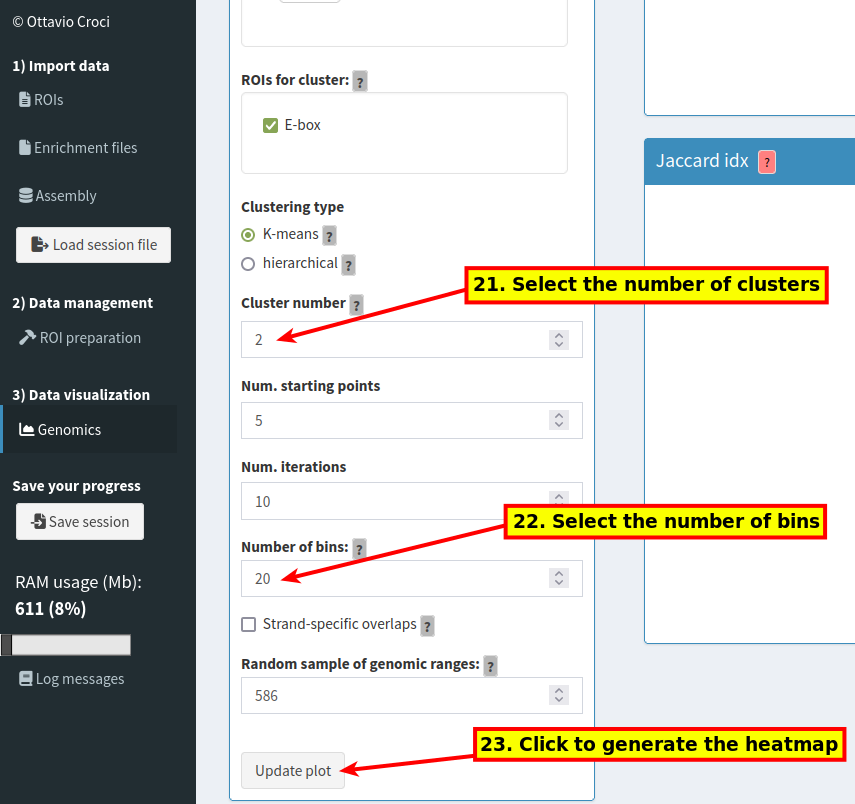 © Ottavio Croci
1) Import data
ROIs
Enrichment files
Assembly
Load session file
2) Data management
ROI preparation
3) Data visualization
Genomics
Save your progress
Save session
RAM usage (Mb):
611 (8%)
Log messages
ROIs for cluster: ?
E-box
Clustering type
K-means ?
hierarchical ?
Cluster number ?
2
Num. starting points
5
Num. iterations
10
Number of bins: ?
20
Strand-specific overlaps ?
Random sample of genomic ranges: ?
586
Update plot
Jaccard idx ?
21. Select the number of clusters
22. Select the number of bins
23. Click to generate the heatmap